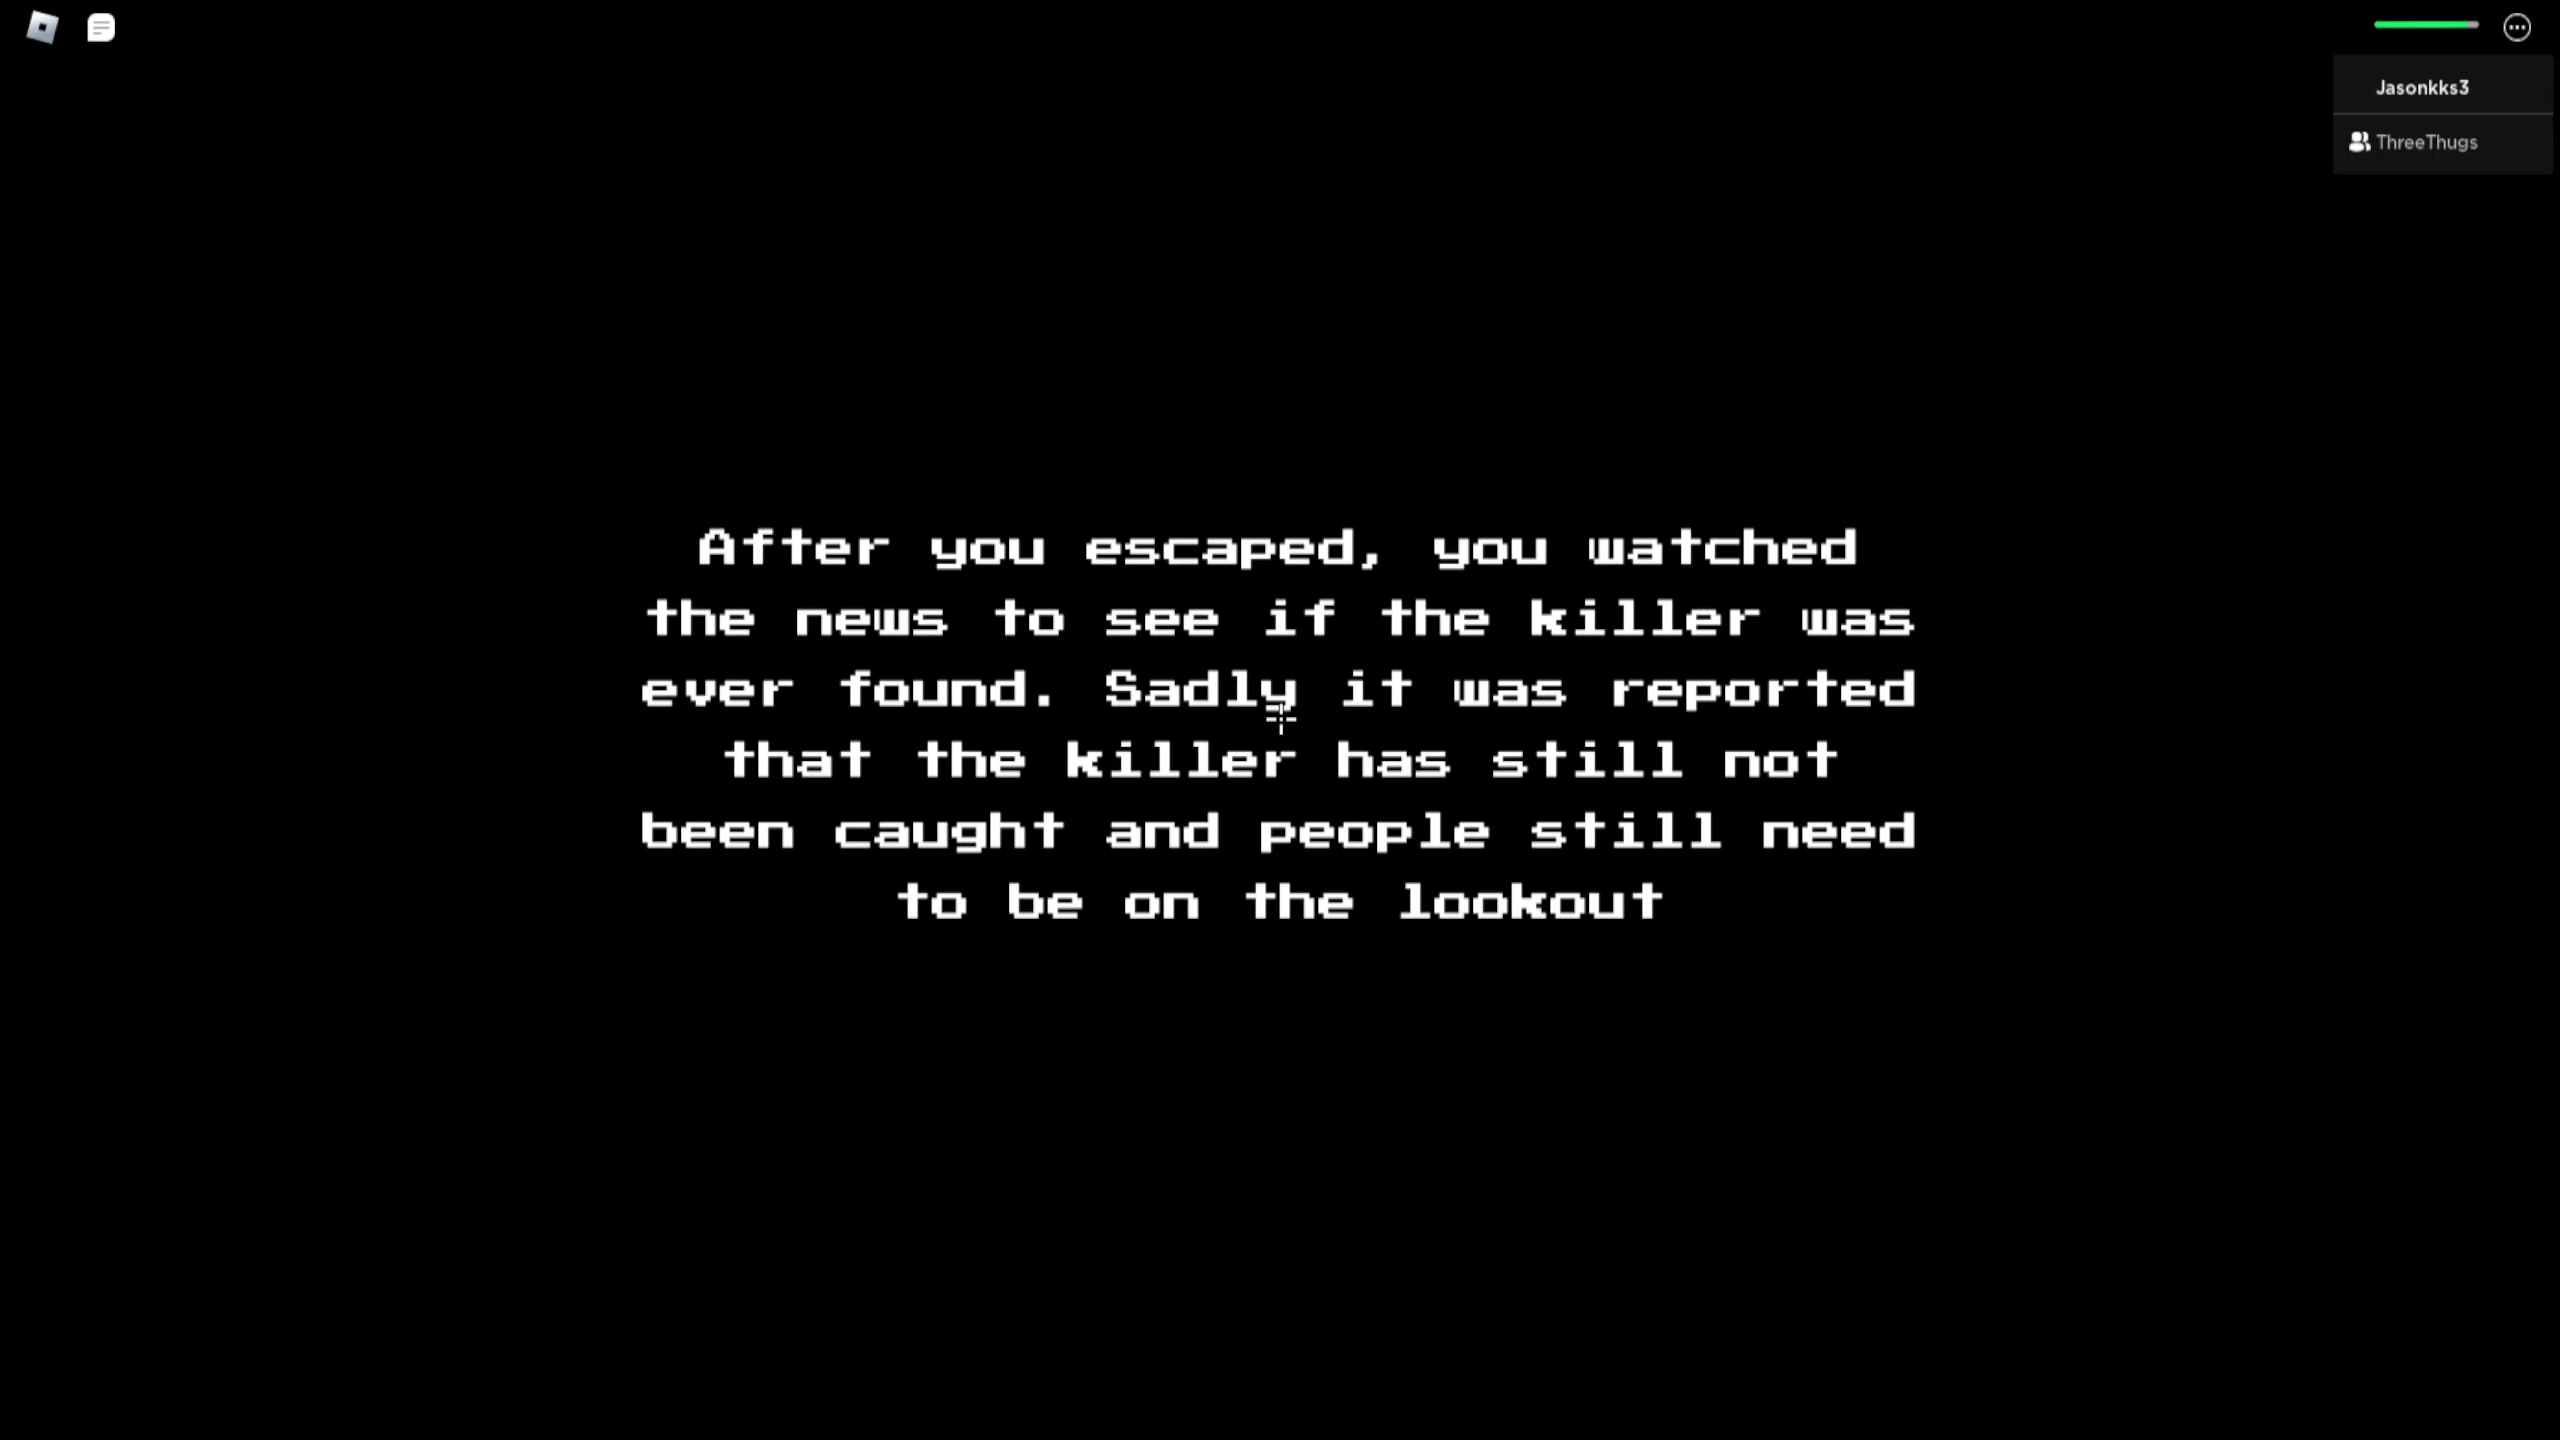 Jasonkks3
ThreeThugs
After you escaped, you watched
the news to see if the killer was
ever found. Sadly it was reported
that the killer has still not
been caught and people still need
to be on the lookout